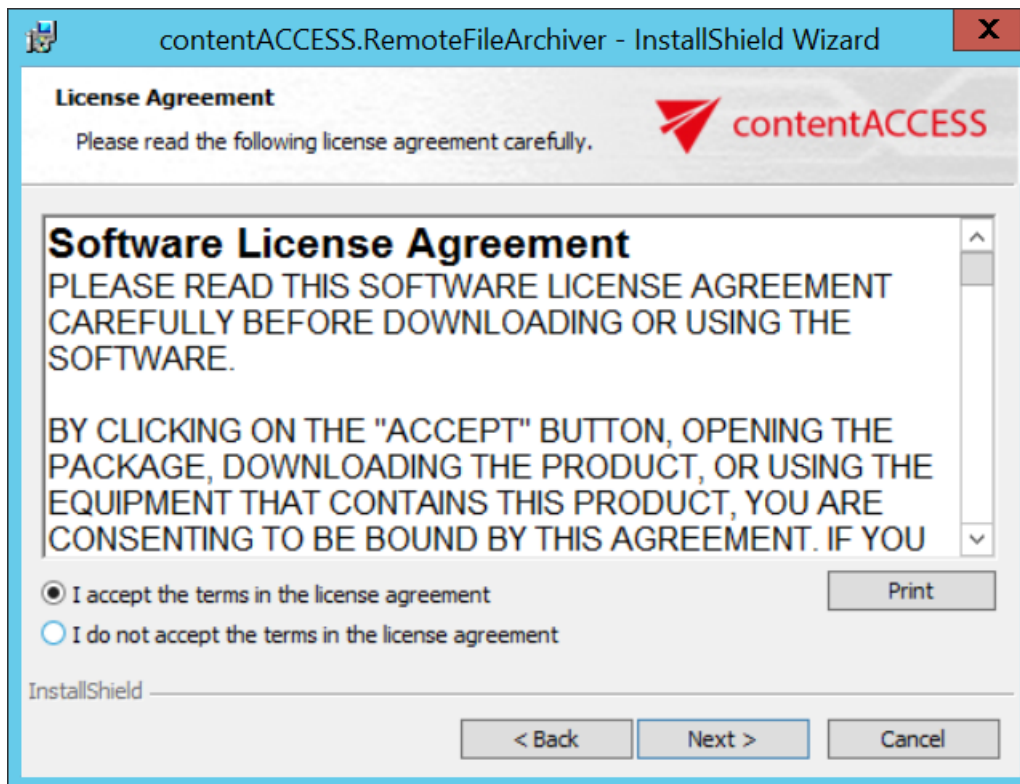 contentACCESS.RemoteFileArchiver - InstallShield Wizard
X
License Agreement
Please read the following license agreement carefully.
contentACCESS
Software License Agreement
PLEASE READ THIS SOFTWARE LICENSE AGREEMENT
CAREFULLY BEFORE DOWNLOADING OR USING THE
SOFTWARE.
BY CLICKING ON THE "ACCEPT" BUTTON, OPENING THE
PACKAGE, DOWNLOADING THE PRODUCT, OR USING THE
EQUIPMENT THAT CONTAINS THIS PRODUCT, YOU ARE
CONSENTING TO BE BOUND BY THIS AGREEMENT. IF YOU
I accept the terms in the license agreement
Print
I do not accept the terms in the license agreement
InstallShield
< Back
Next >
Cancel